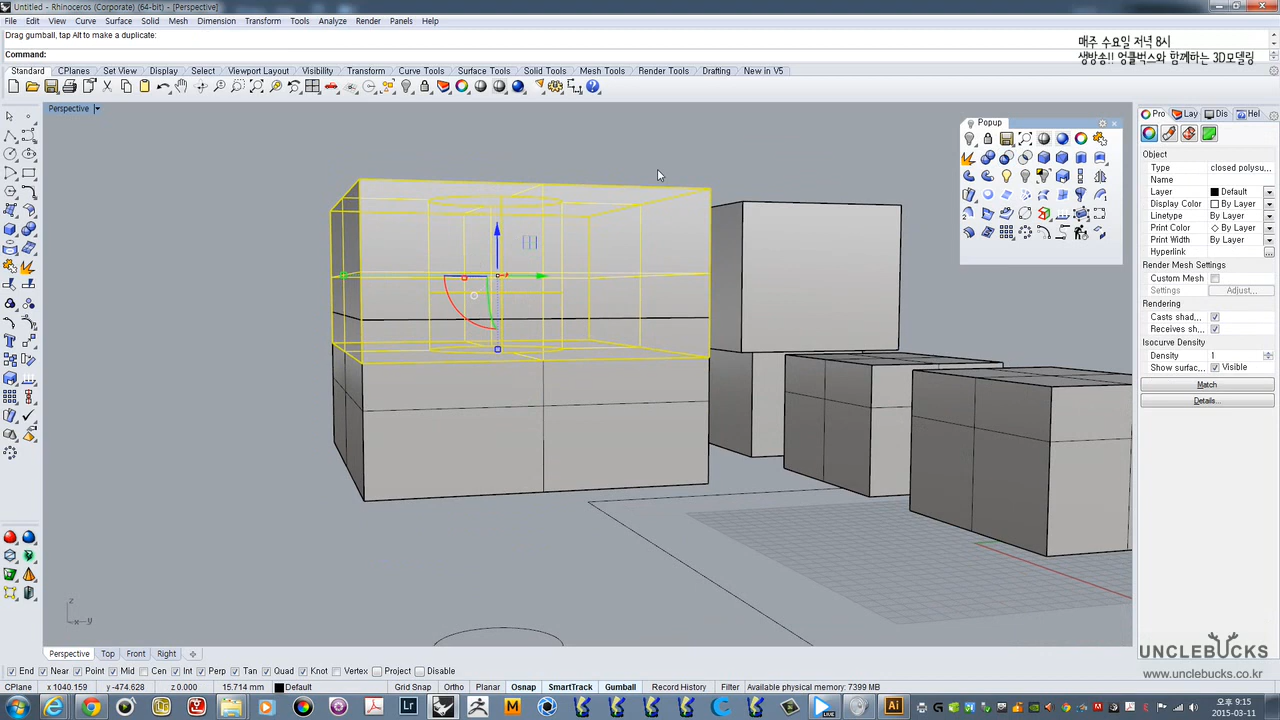 Untitled - Rhinoceros (Corporate) (64-bit) - [Perspective]
File Edit View Curve Surface Solid Mesh Dimension Transform Tools Analyze Render Panels Help
Drag gumball, tap Alt to make a duplicate:
Command:
매주 수요일 저녁 8시
생방송!! 엉클벅스와 함께하는 3D모델링
Standard CPlanes Set View Display Select Viewport Layout Visibility Transform Curve Tools Surface Tools Solid Tools Mesh Tools Render Tools Drafting New in V5
Perspective
Popup
Pro Lay Dis Hel
Object
Type closed polysu...
Name
Layer Default
Display Color By Layer
Linetype By Layer
Print Color By Layer
Print Width By Layer
Hyperlink
Render Mesh Settings
Custom Mesh
Settings Adjust...
Rendering
Casts shad...
Receives sh...
Isocurve Density
Density 1
Show surfac... Visible
Match
Details...
z
x y
Perspective Top Front Right
End Near Point Mid Cen Int Perp Tan Quad Knot Vertex Project Disable
CPlane x 1040.159 y -474.628 z 0.000 15.714 mm Default Grid Snap Ortho Planar Osnap SmartTrack Gumball Record History Filter Available physical memory: 7399 MB
UNCLEBUCKS
www.unclebucks.co.kr
오후 9:15
2015-03-11